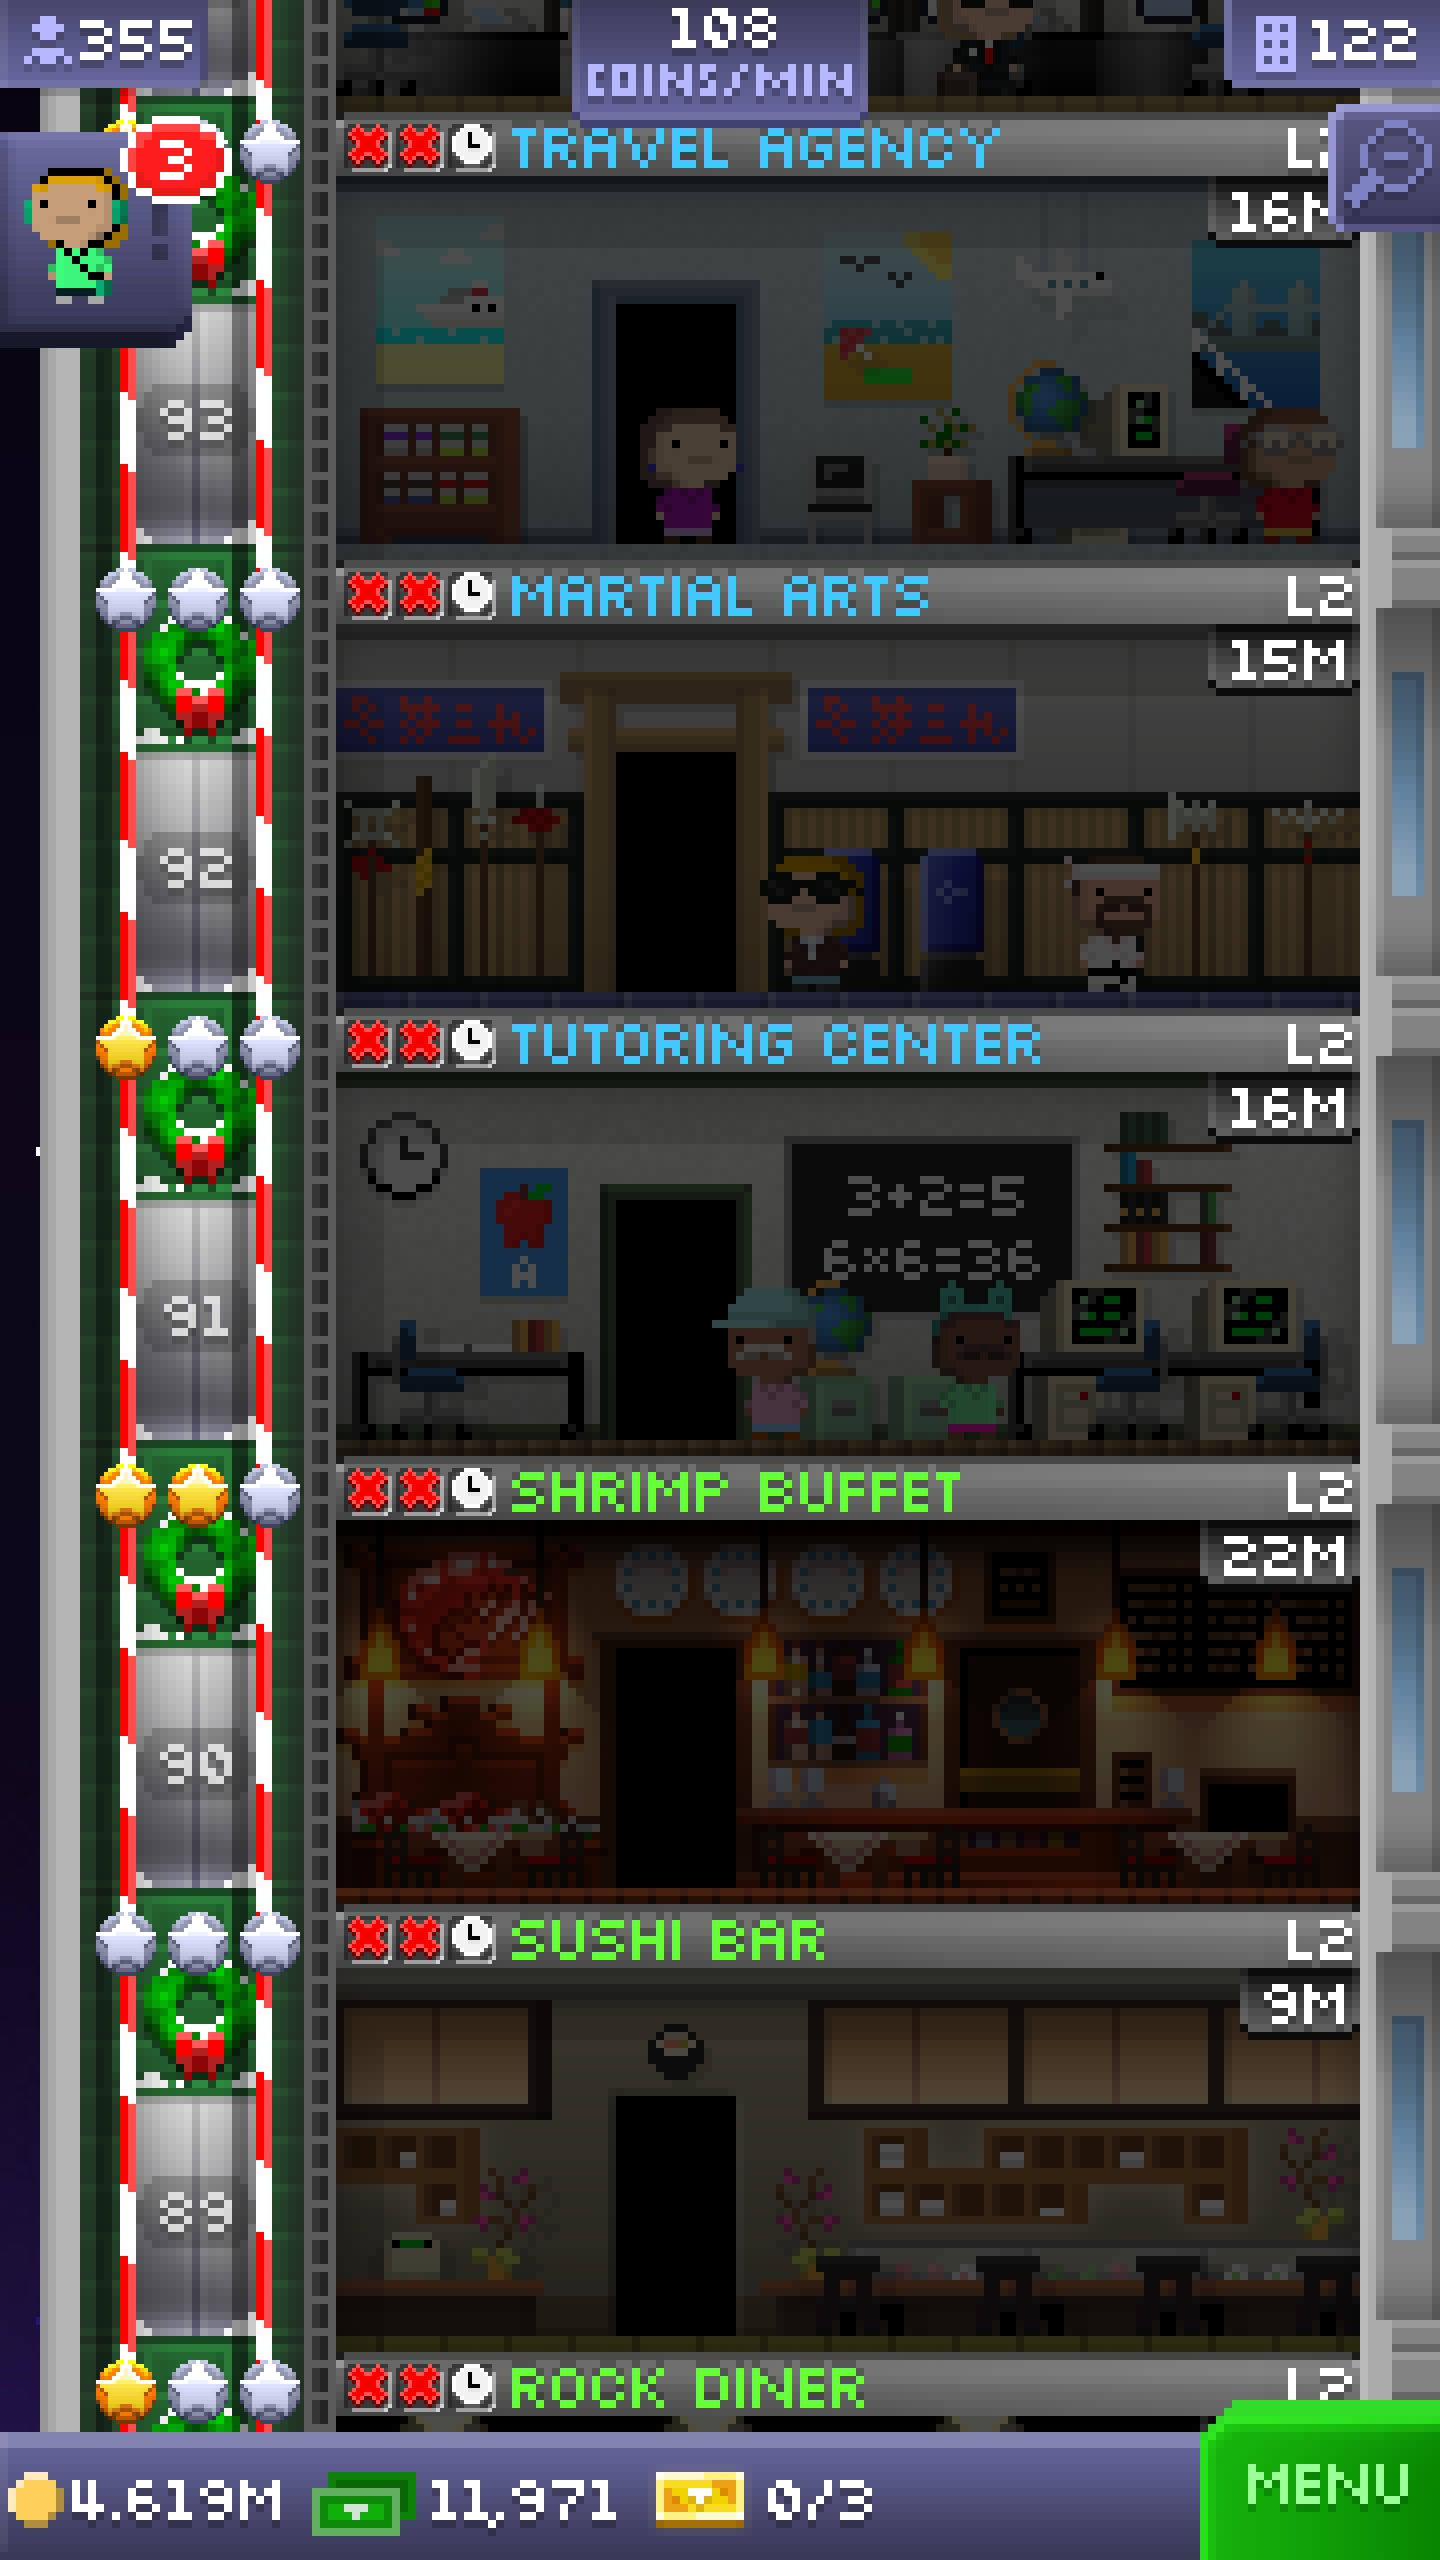 355
108
COINS/MIN
122
3
TRAVEL AGENCY
16M
93
MARTIAL ARTS L2
15M
92
TUTORING CENTER L2
16M
3+2=5
6×6=36
A
91
SHRIMP BUFFET L2
22M
90
SUSHI BAR L2
9M
89
ROCK DINER L2
4.619M 11,971 0/3
MENU